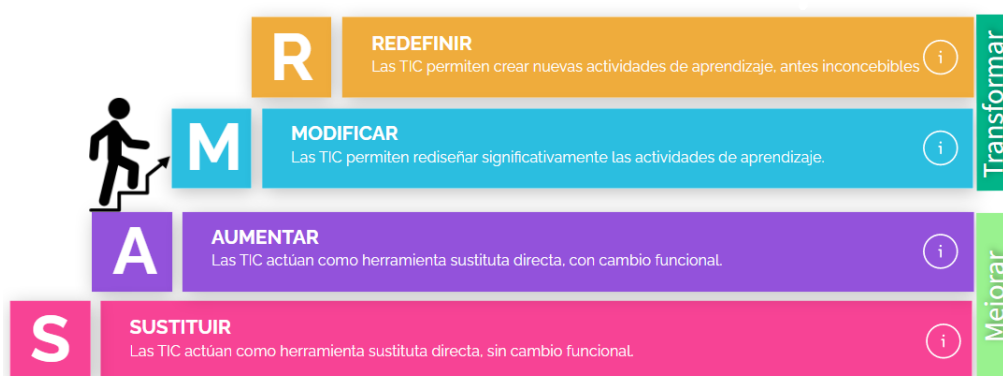 R
REDEFINIR
Las TIC permiten crear nuevas actividades de aprendizaje, antes inconcebibles
i
M
MODIFICAR
Las TIC permiten rediseñar significativamente las actividades de aprendizaje.
i
Transformar
A
AUMENTAR
Las TIC actúan como herramienta sustituta directa, con cambio funcional.
i
S
SUSTITUIR
Las TIC actúan como herramienta sustituta directa, sin cambio funcional.
i
Mejorar